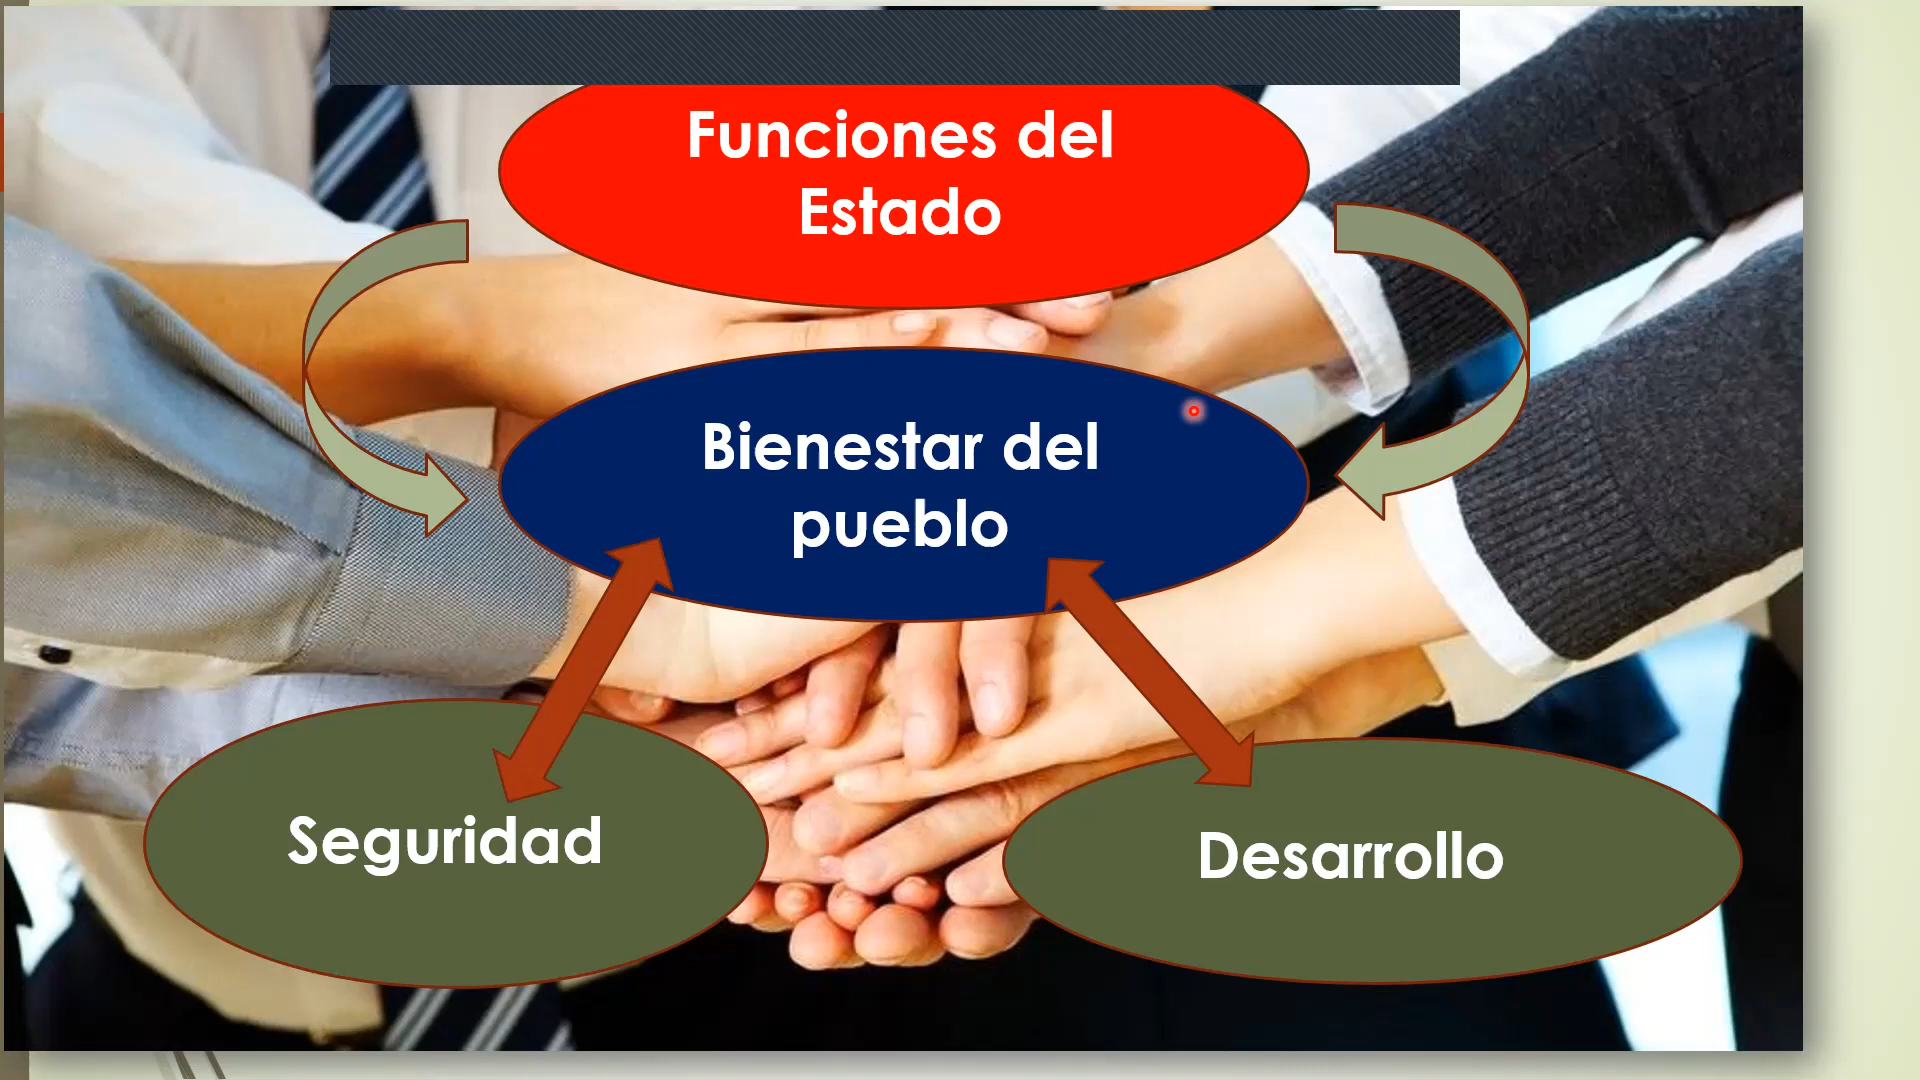 Funciones del
Estado
Bienestar del
pueblo
Seguridad
Desarrollo